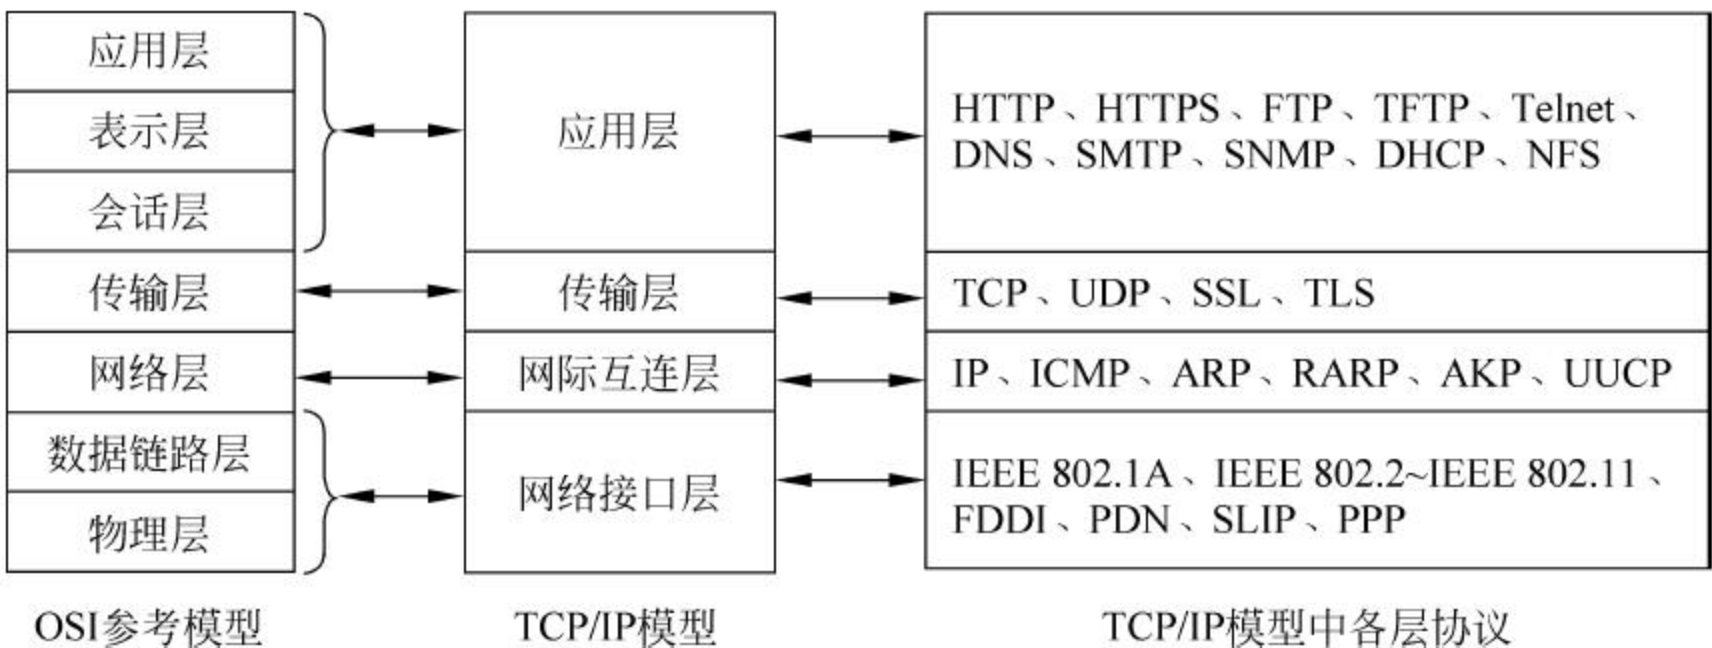 应用层
表示层
会话层
传输层
网络层
数据链路层
物理层
OSI参考模型
应用层
传输层
网际互连层
网络接口层
TCP/IP模型
HTTP、HTTPS、FTP、TFTP、Telnet、
DNS、SMTP、SNMP、DHCP、NFS
TCP、UDP、SSL、TLS
IP、ICMP、ARP、RARP、AKP、UUCP
IEEE 802.1A、IEEE 802.2~IEEE 802.11、
FDDI、PDN、SLIP、PPP
TCP/IP模型中各层协议